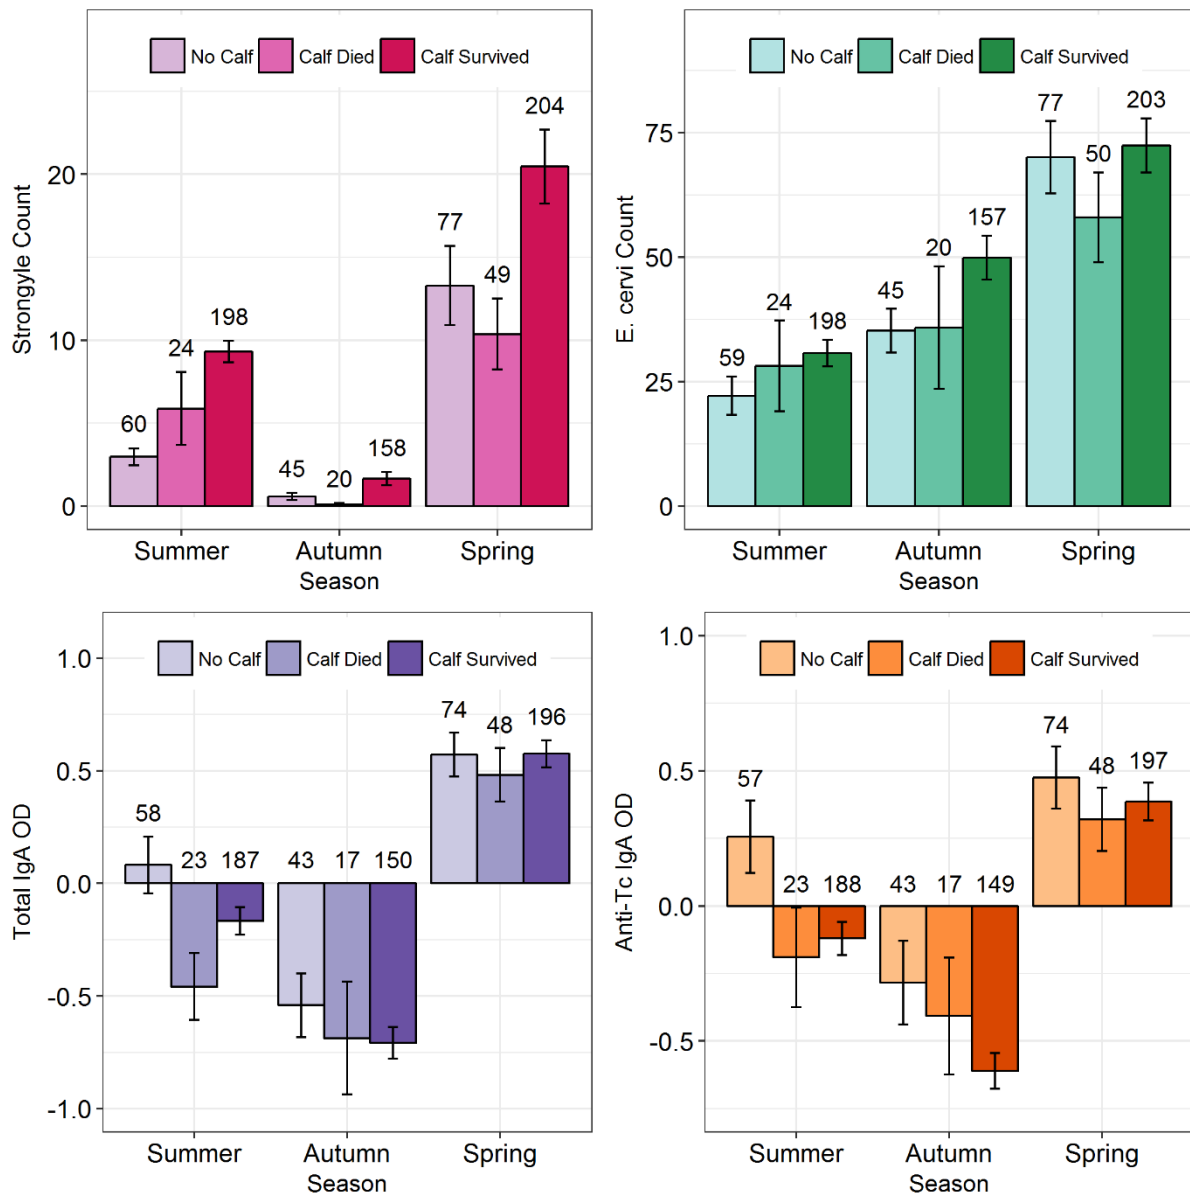 No Calf Calf Died Calf Survived
204
20
77
49
198
24
60
10
158
45
20
0
Strongyle Count
Summer Autumn Spring
Season
No Calf Calf Died Calf Survived
77
203
75
50
157
20
50
45
198
24
59
25
0
E. cervi Count
Summer Autumn Spring
Season
No Calf Calf Died Calf Survived
1.0
74 48 196
0.5
58
23 187 43 17 150
0.0
-0.5
-1.0
Total IgA OD
Summer Autumn Spring
Season
No Calf Calf Died Calf Survived
1.0
74
48 197
57
0.5
23 188 43 17 149
0.0
-0.5
Anti-Tc IgA OD
Summer Autumn Spring
Season